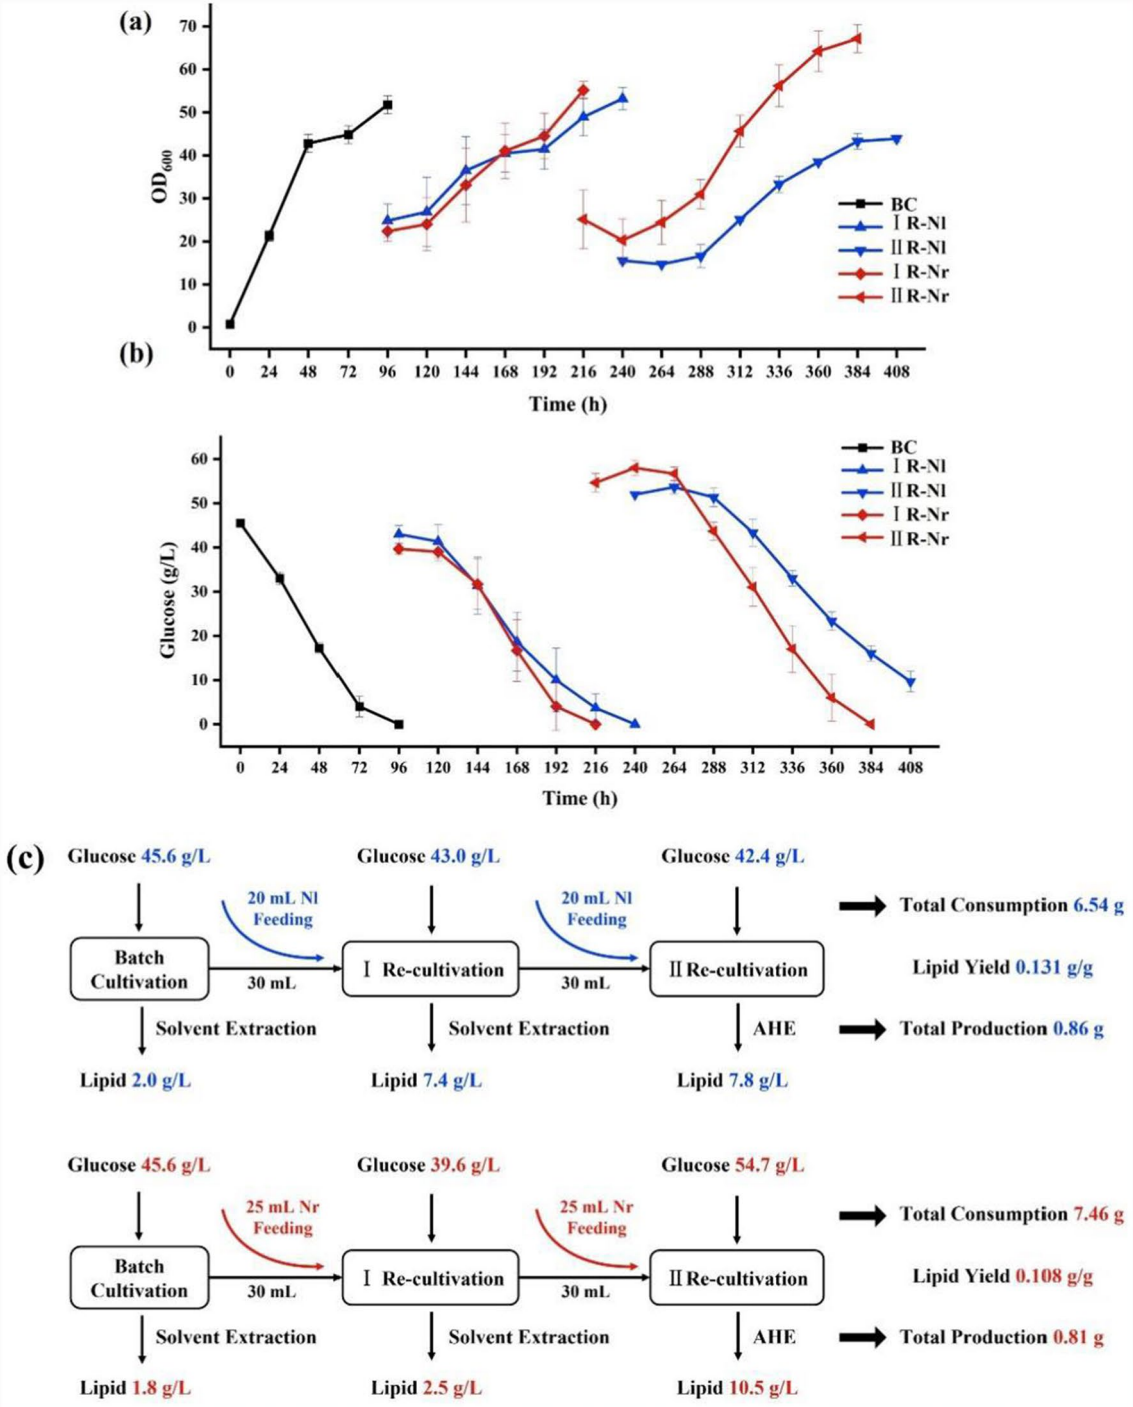 (a)
70
60
50
40
30
20
10
0
OD600
BC
Ⅰ R-Nl
Ⅱ R-Nl
Ⅰ R-Nr
Ⅱ R-Nr
0 24 48 72 96 120 144 168 192 216 240 264 288 312 336 360 384 408
Time (h)
(b)
60
50
40
30
20
10
0
Glucose (g/L)
BC
Ⅰ R-Nl
Ⅱ R-Nl
Ⅰ R-Nr
Ⅱ R-Nr
0 24 48 72 96 120 144 168 192 216 240 264 288 312 336 360 384 408
Time (h)
(c)
Glucose 45.6 g/L Glucose 43.0 g/L Glucose 42.4 g/L
20 mL Nl
Feeding
20 mL Nl
Feeding
Total Consumption 6.54 g
Batch
Cultivation
30 mL
Ⅰ Re-cultivation
30 mL
Ⅱ Re-cultivation
Lipid Yield 0.131 g/g
Solvent Extraction Solvent Extraction AHE Total Production 0.86 g
Lipid 2.0 g/L Lipid 7.4 g/L Lipid 7.8 g/L
Glucose 45.6 g/L Glucose 39.6 g/L Glucose 54.7 g/L
25 mL Nr
Feeding
25 mL Nr
Feeding
Total Consumption 7.46 g
Batch
Cultivation
30 mL
Ⅰ Re-cultivation
30 mL
Ⅱ Re-cultivation
Lipid Yield 0.108 g/g
Solvent Extraction Solvent Extraction AHE Total Production 0.81 g
Lipid 1.8 g/L Lipid 2.5 g/L Lipid 10.5 g/L